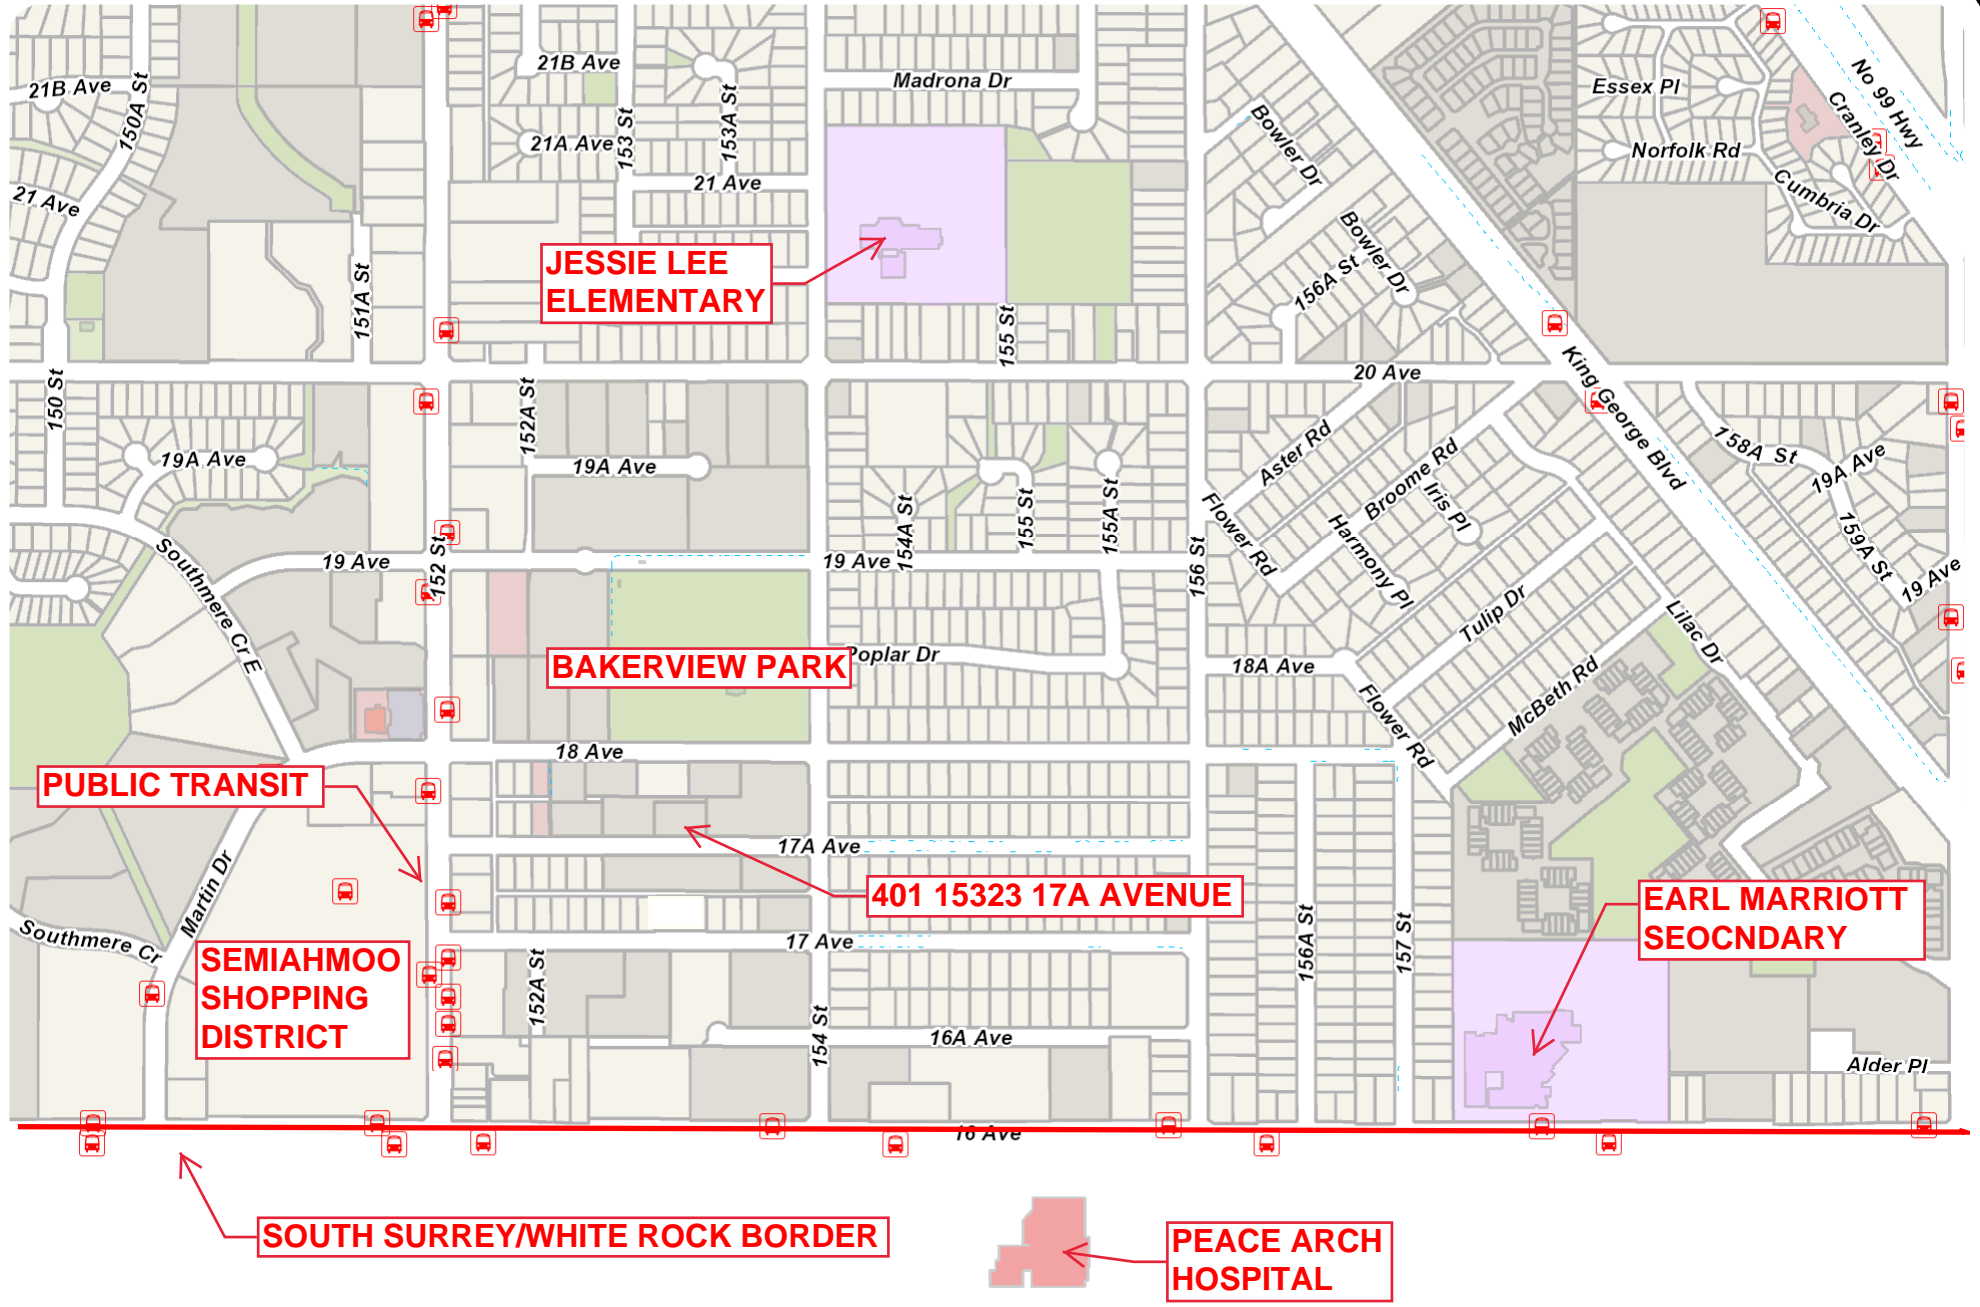 21B Ave
150A St
21B Ave
21A Ave
153 St
153A St
21 Ave
Madrona Dr
Bowler Dr
Essex Pl
Norfolk Rd
No 99 Hwy
Cranley Dr
Cumbria Dr
21 Ave
151A St
JESSIE LEE
ELEMENTARY
155 St
156A St
Bowler Dr
150 St
152A St
20 Ave
King George Blvd
19A Ave
19A Ave
154A St
155 St
155A St
Aster Rd
Flower Rd
Broome Rd
Iris Pl
Harmony Pl
158A St
19A Ave
159A St
19 Ave
Southmere Cr E
19 Ave
152 St
19 Ave
156 St
Tulip Dr
Lilac Dr
BAKERVIEW PARK
Poplar Dr
18A Ave
McBeth Rd
Flower Rd
18 Ave
PUBLIC TRANSIT
17A Ave
Martin Dr
401 15323 17A AVENUE
EARL MARRIOTT
SEOCNDARY
Southmere Cr
SEMIAHMOO
SHOPPING
DISTRICT
17 Ave
152A St
154 St
156A St
157 St
16A Ave
Alder Pl
16 Ave
SOUTH SURREY/WHITE ROCK BORDER
PEACE ARCH
HOSPITAL